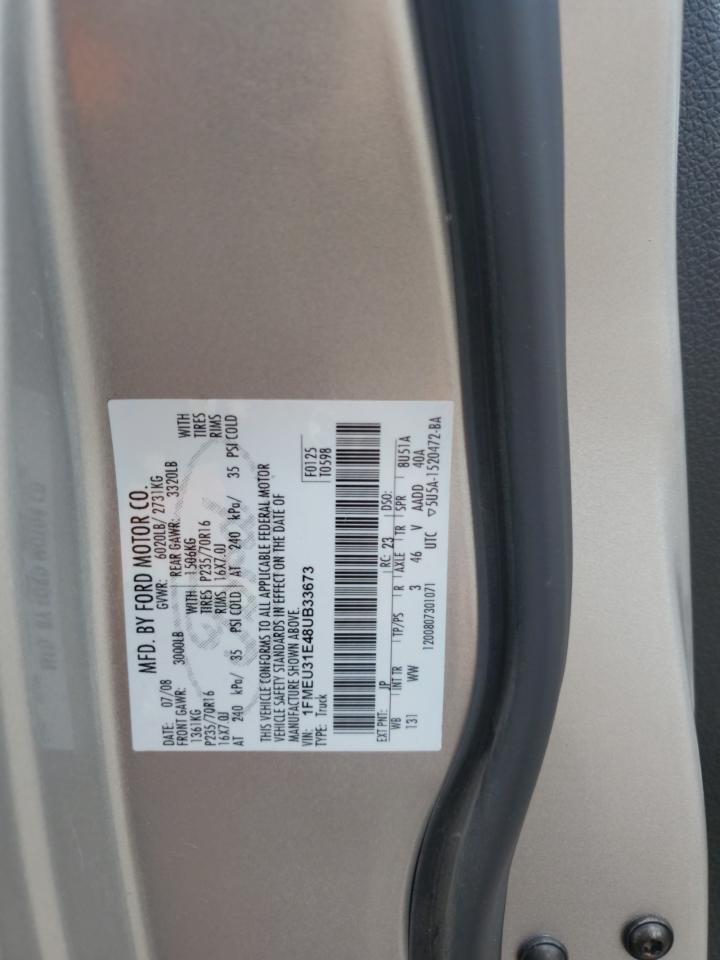 MFD. BY FORD MOTOR CO.
DATE: 07/08 GVWR: 6020LB/ 2731KG
FRONT GAWR: 3000LB REAR GAWR: 3320LB
1361KG WITH 1506KG WITH
P235/70R16 TIRES P235/70R16 TIRES
16X7.0J RIMS 16X7.0J RIMS
AT 240 kPa/ 35 PSI COLD AT 240 kPa/ 35 PSI COLD
THIS VEHICLE CONFORMS TO ALL APPLICABLE FEDERAL MOTOR
VEHICLE SAFETY STANDARDS IN EFFECT ON THE DATE OF
MANUFACTURE SHOWN ABOVE.
VIN: 1FMEU31E48UB33673 F0125
TYPE: Truck T0598
EXT PNT: JP RC: 23 DSO:
WB INT TR TP/PS R AXLE TR SPR 8U51A
131 WW 3 46 V AADD 40A
1200807301071 UTC ▽5U5A-1520472-BA